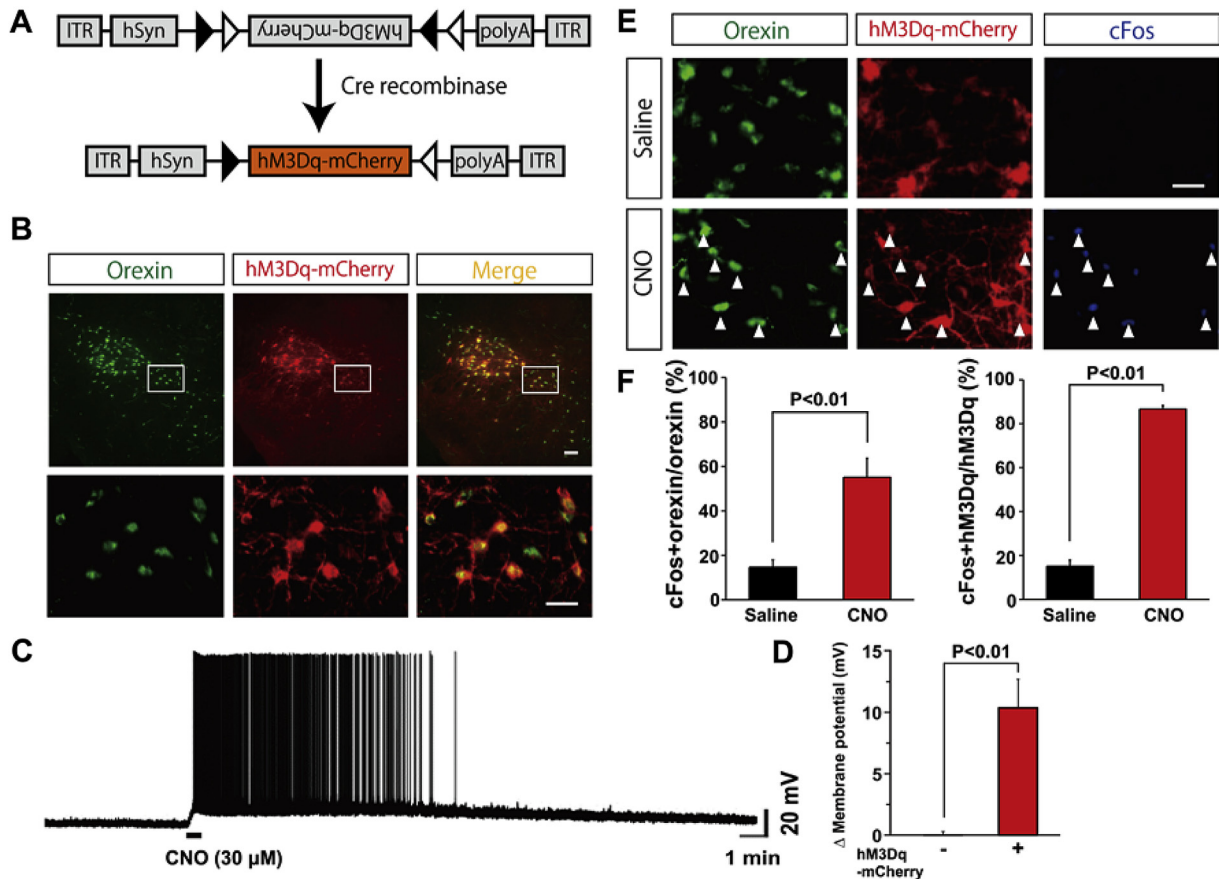 A
ITR hSyn hM3Dq-mCherry polyA ITR
Cre recombinase
ITR hSyn hM3Dq-mCherry polyA ITR
B
Orexin hM3Dq-mCherry Merge
C
20 mV
1 min
CNO (30 µM)
E
Orexin hM3Dq-mCherry cFos
Saline
CNO
F
cFos+orexin/orexin (%)
100
80
60
40
20
0
P<0.01
Saline CNO
cFos+hM3Dq/hM3Dq (%)
100
80
60
40
20
0
P<0.01
Saline CNO
D
Δ Membrane potential (mV)
15
10
5
0
P<0.01
hM3Dq
-mCherry
- +